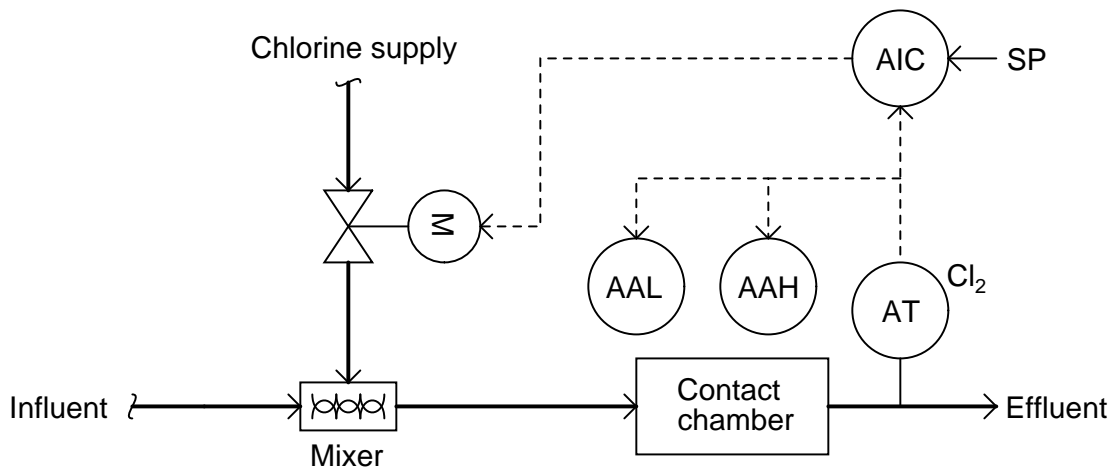 Chlorine supply
AIC
SP
M
AAL
AAH
AT
Cl₂
Influent
Mixer
Contact
chamber
Effluent